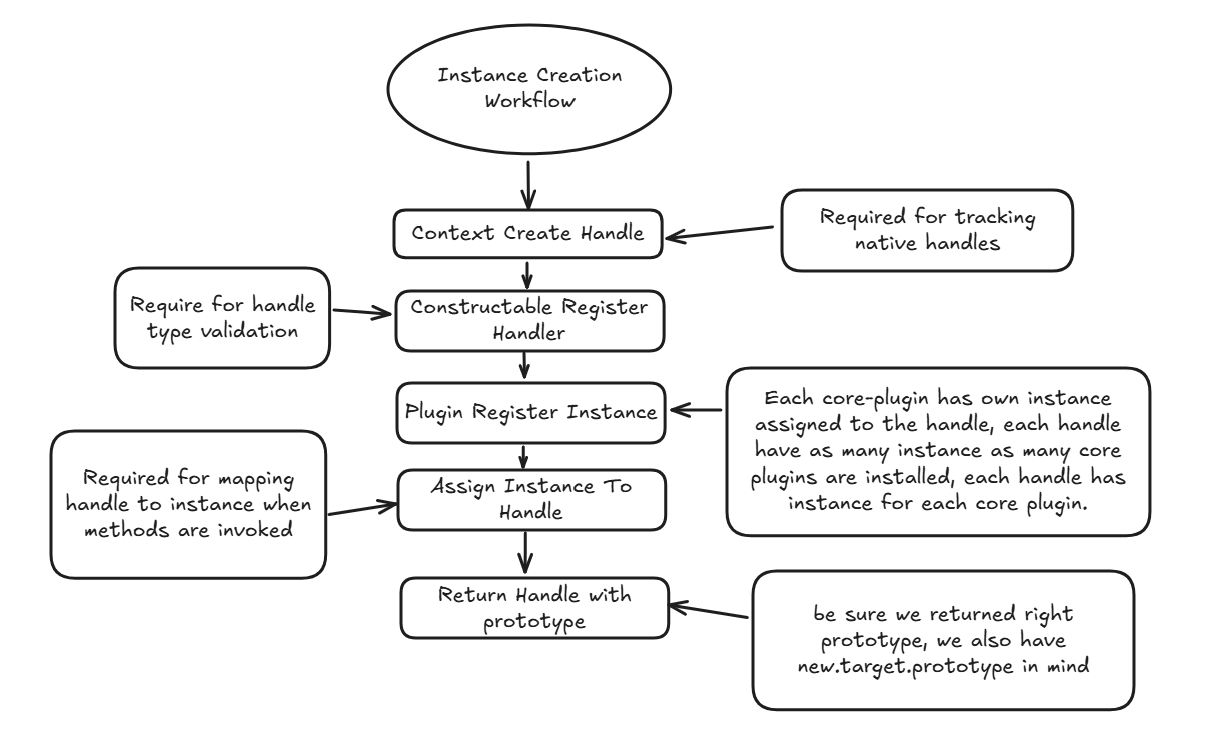 Instance Creation
Workflow
Context Create Handle
Required for tracking
native handles
Require for handle
type validation
Constructable Register
Handler
Plugin Register Instance
Each core-plugin has own instance
assigned to the handle, each handle
have as many instance as many core
plugins are installed, each handle has
instance for each core plugin.
Required for mapping
handle to instance when
methods are invoked
Assign Instance To
Handle
Return Handle with
prototype
be sure we returned right
prototype, we also have
new.target.prototype in mind